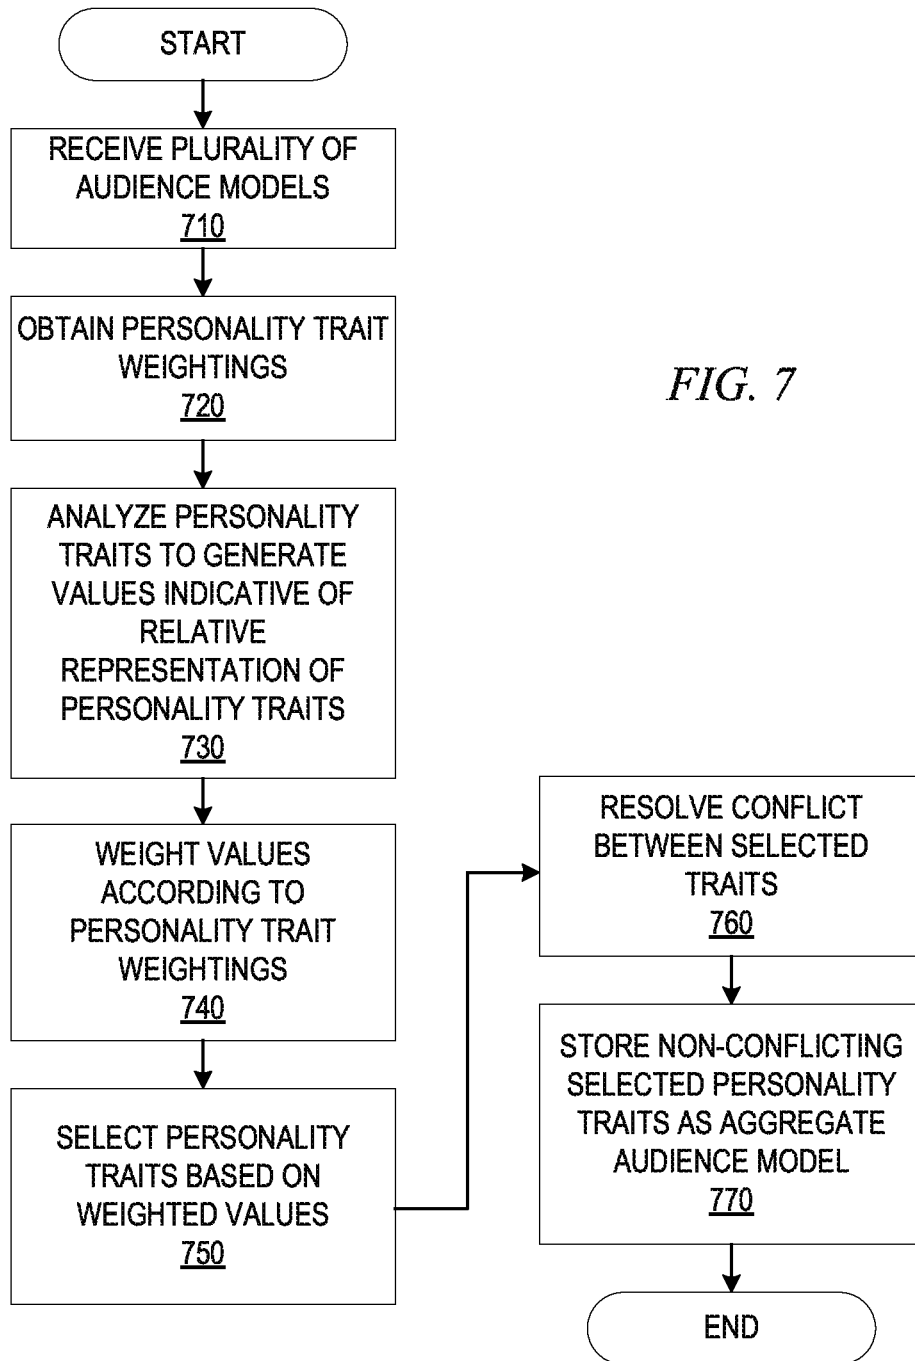 START
RECEIVE PLURALITY OF
AUDIENCE MODELS
710
OBTAIN PERSONALITY TRAIT
WEIGHTINGS
720
ANALYZE PERSONALITY
TRAITS TO GENERATE
VALUES INDICATIVE OF
RELATIVE
REPRESENTATION OF
PERSONALITY TRAITS
730
WEIGHT VALUES
ACCORDING TO
PERSONALITY TRAIT
WEIGHTINGS
740
SELECT PERSONALITY
TRAITS BASED ON
WEIGHTED VALUES
750
FIG. 7
RESOLVE CONFLICT
BETWEEN SELECTED
TRAITS
760
STORE NON-CONFLICTING
SELECTED PERSONALITY
TRAITS AS AGGREGATE
AUDIENCE MODEL
770
END